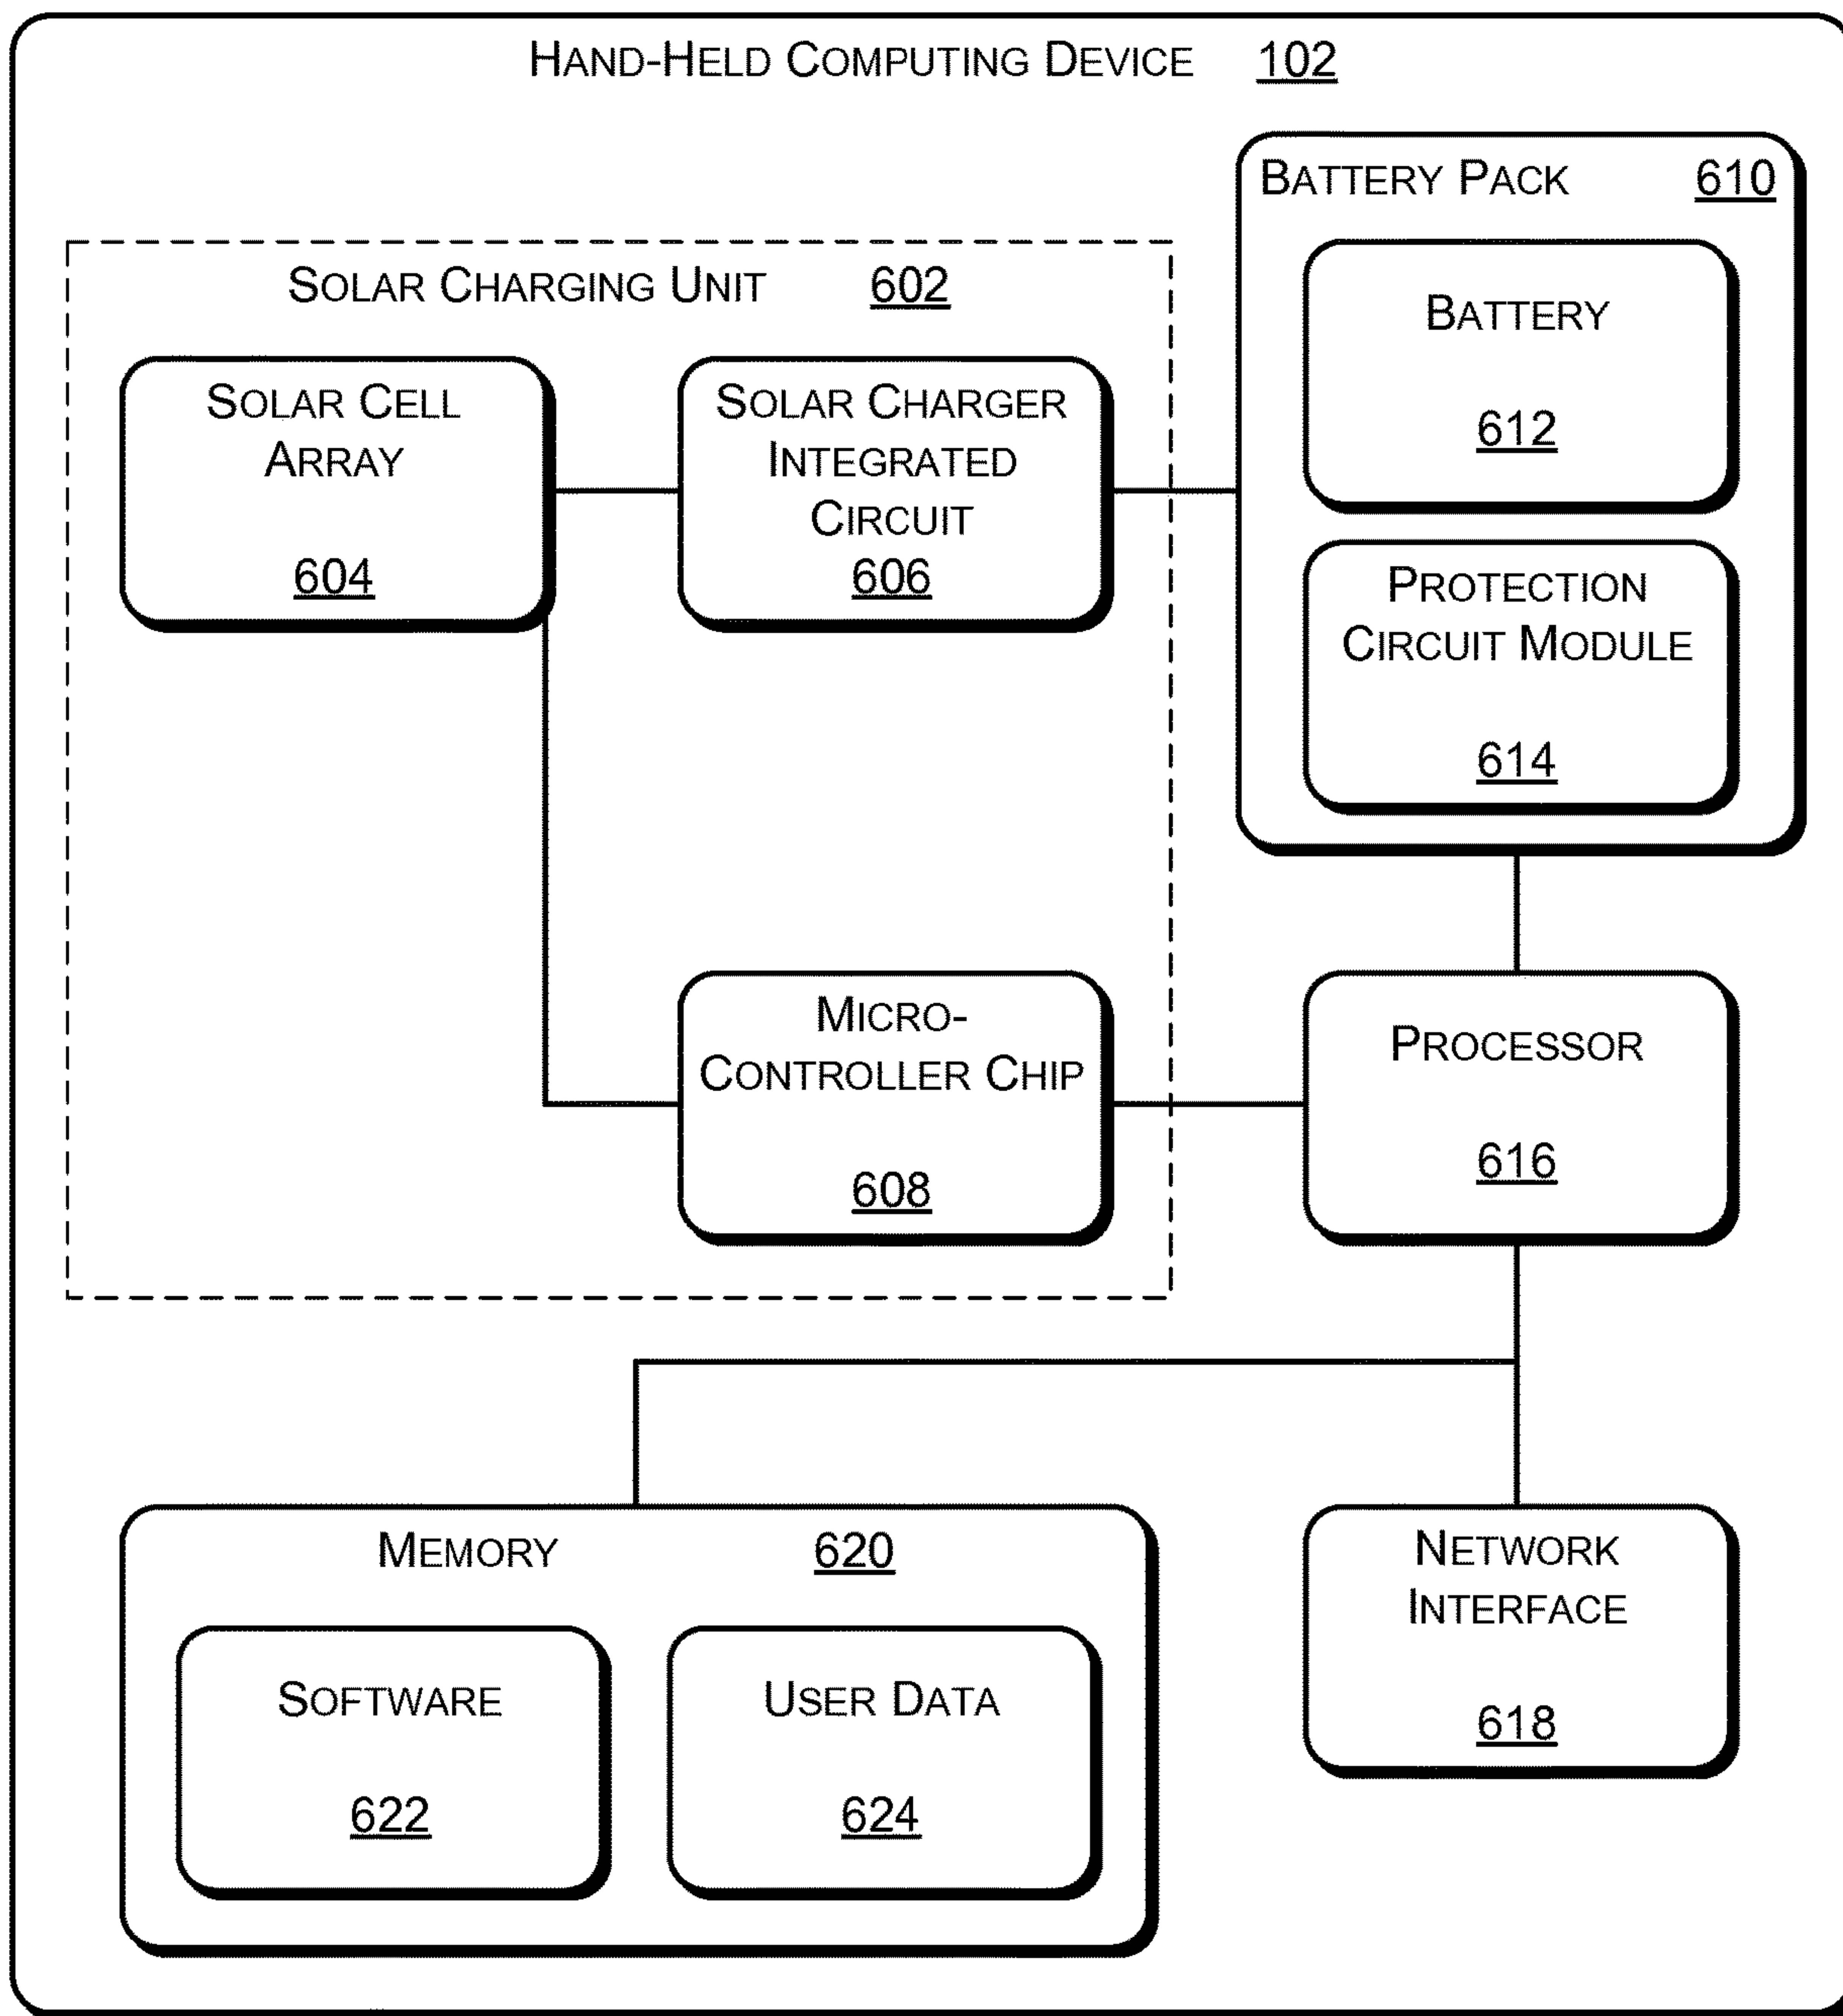 HAND-HELD COMPUTING DEVICE 102
BATTERY PACK 610
BATTERY
612
PROTECTION
CIRCUIT MODULE
614
SOLAR CHARGING UNIT 602
SOLAR CELL
ARRAY
604
SOLAR CHARGER
INTEGRATED
CIRCUIT
606
MICRO-
CONTROLLER CHIP
608
PROCESSOR
616
MEMORY 620
SOFTWARE
622
USER DATA
624
NETWORK
INTERFACE
618